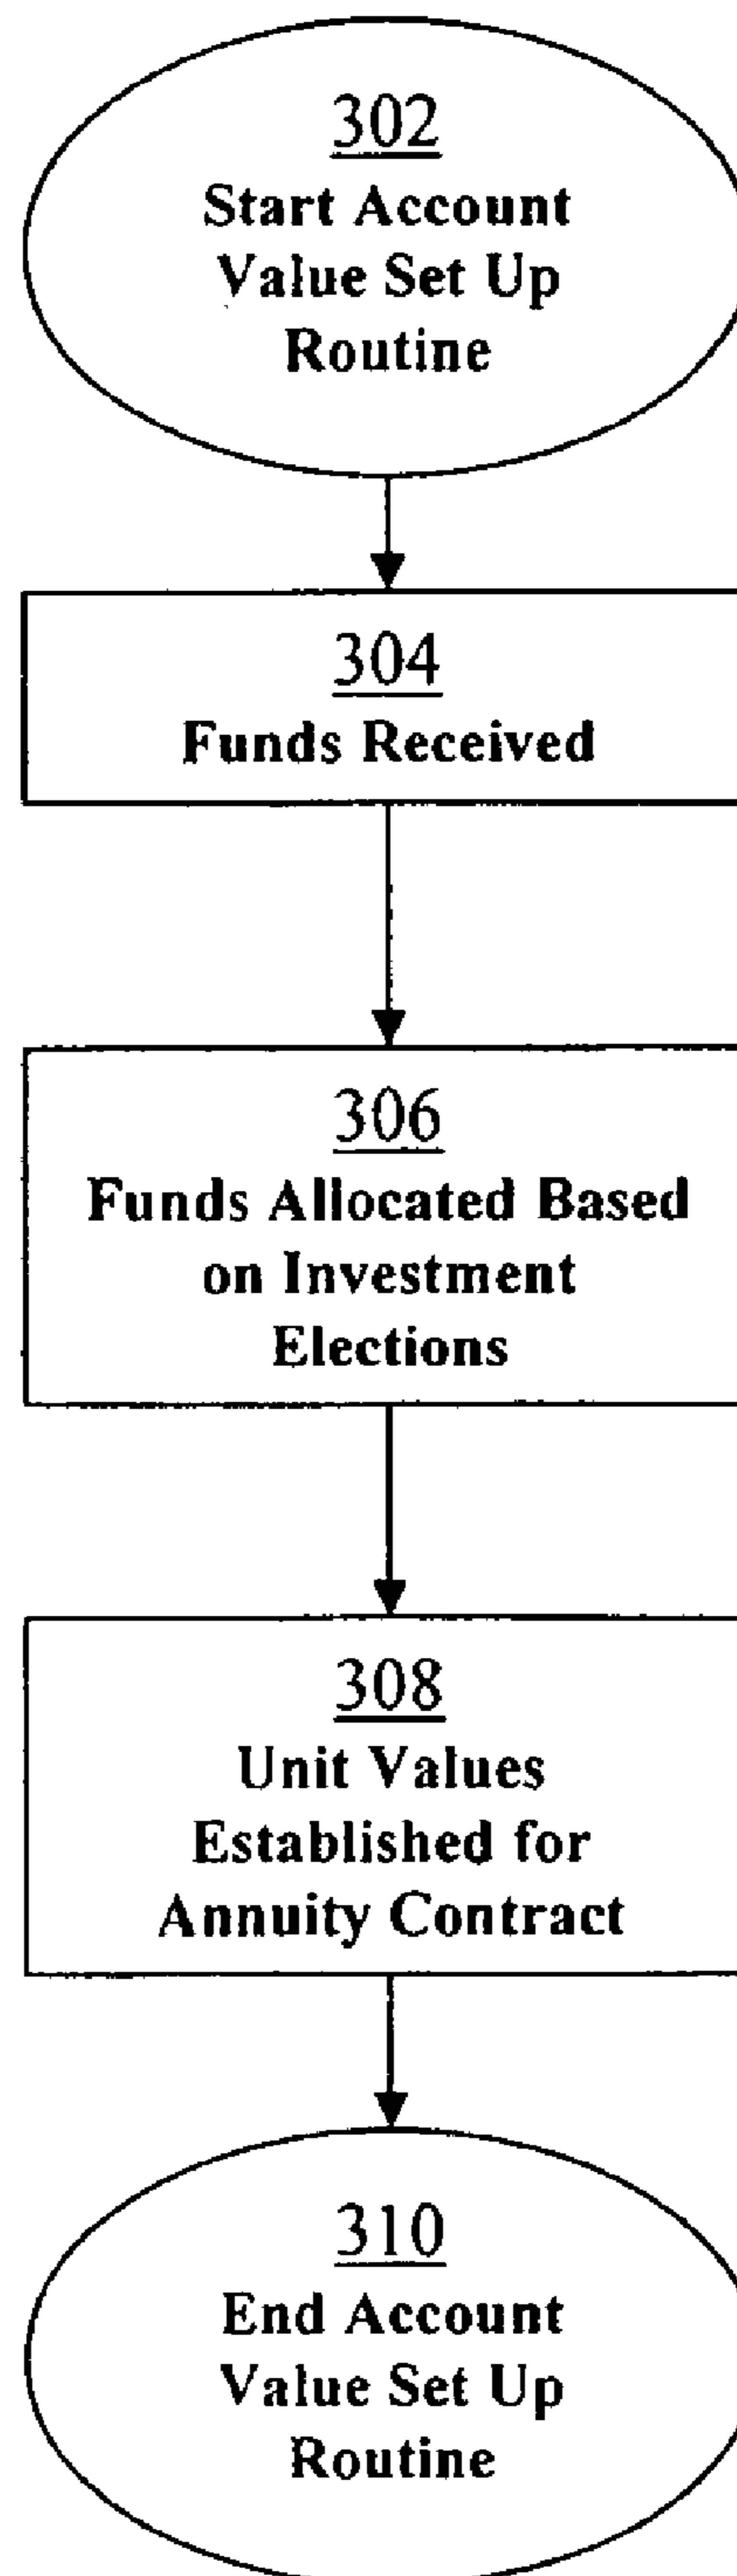 302
Start Account
Value Set Up
Routine
304
Funds Received
306
Funds Allocated Based
on Investment
Elections
308
Unit Values
Established for
Annuity Contract
310
End Account
Value Set Up
Routine